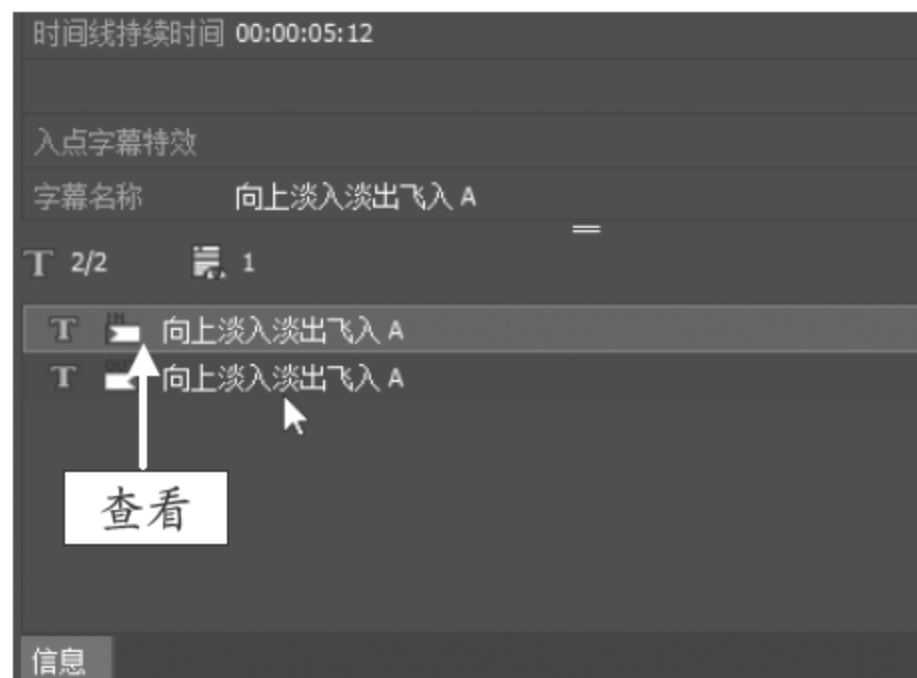 时间线持续时间 00:00:05:12
入点字幕特效
字幕名称 向上淡入淡出飞入 A
T 2/2 1
T IN 向上淡入淡出飞入 A
T OUT 向上淡入淡出飞入 A
查看
信息